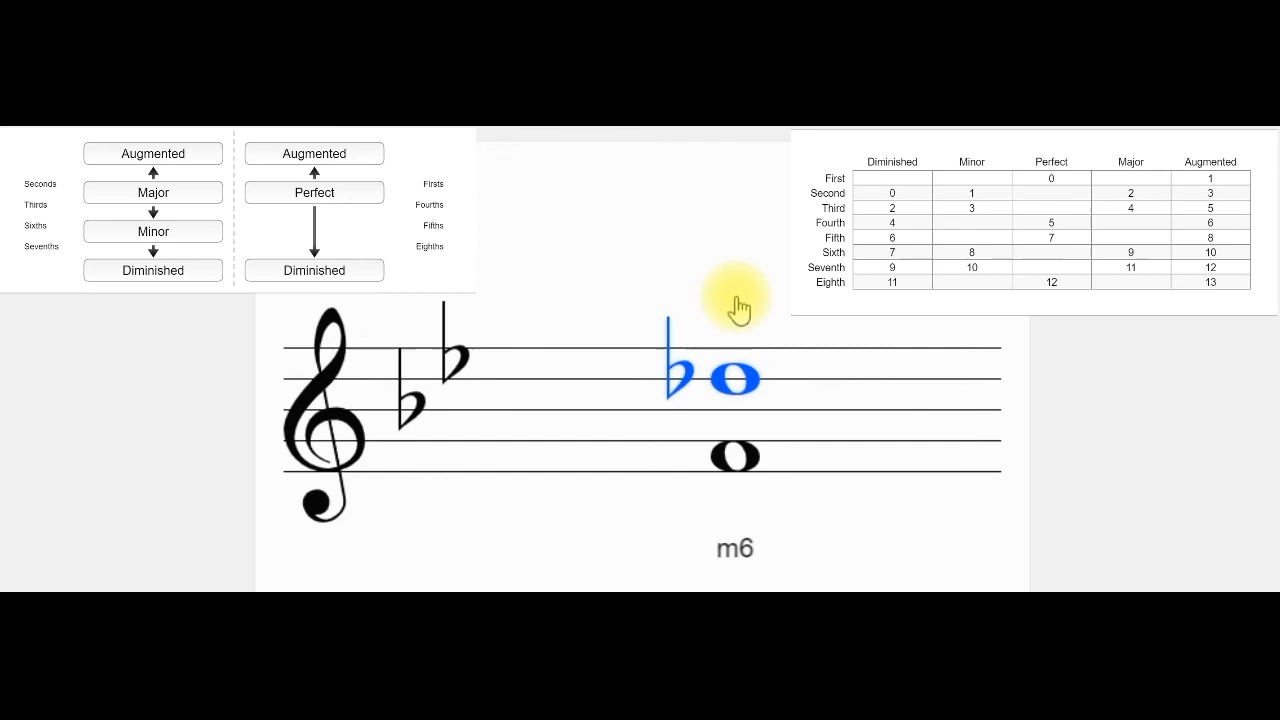 Augmented
Augmented
Seconds
Firsts
Major
Perfect
Thirds
Fourths
Sixths
Minor
Fifths
Sevenths
Eighths
Diminished
Diminished
Diminished Minor Perfect Major Augmented
First 0 1
Second 0 1 2 3
Third 2 3 4 5
Fourth 4 5 6
Fifth 6 7 8
Sixth 7 8 9 10
Seventh 9 10 11 12
Eighth 11 12 13
m6